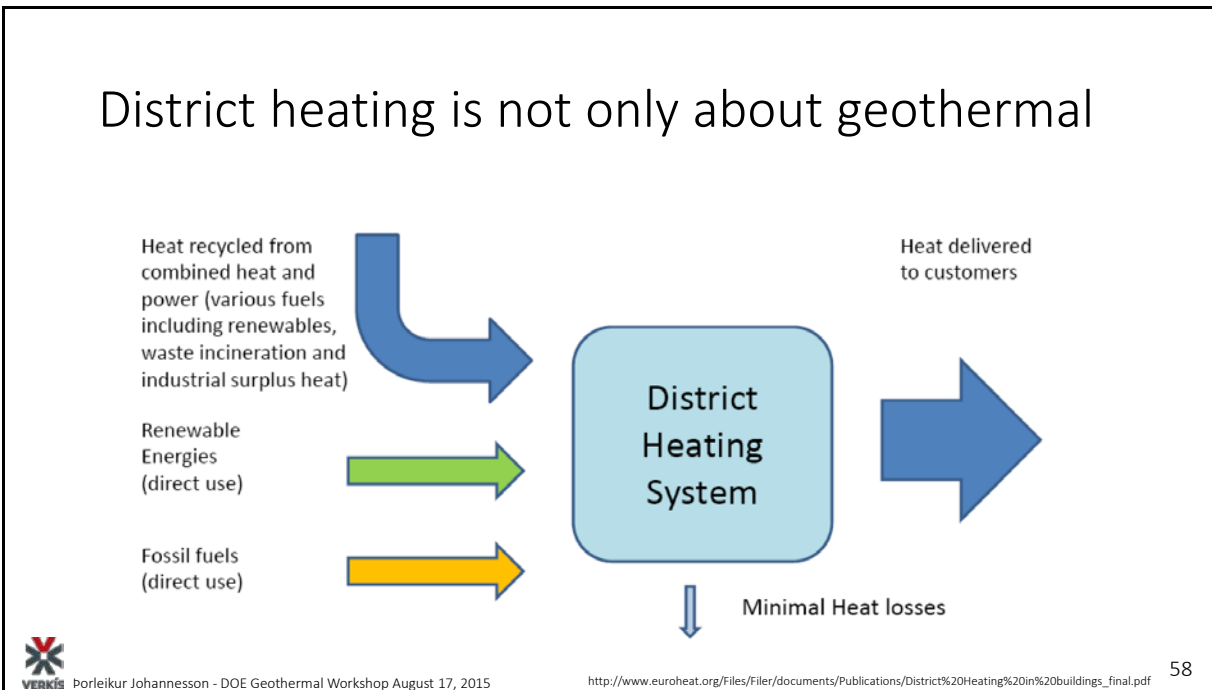 District heating is not only about geothermal
Heat recycled from
combined heat and
power (various fuels
including renewables,
waste incineration and
industrial surplus heat)
Renewable
Energies
(direct use)
Fossil fuels
(direct use)
District
Heating
System
Heat delivered
to customers
Minimal Heat losses
VERKÍS
Þorleikur Johannesson - DOE Geothermal Workshop August 17, 2015
http://www.euroheat.org/Files/Filer/documents/Publications/District%20Heating%20in%20buildings_final.pdf
58